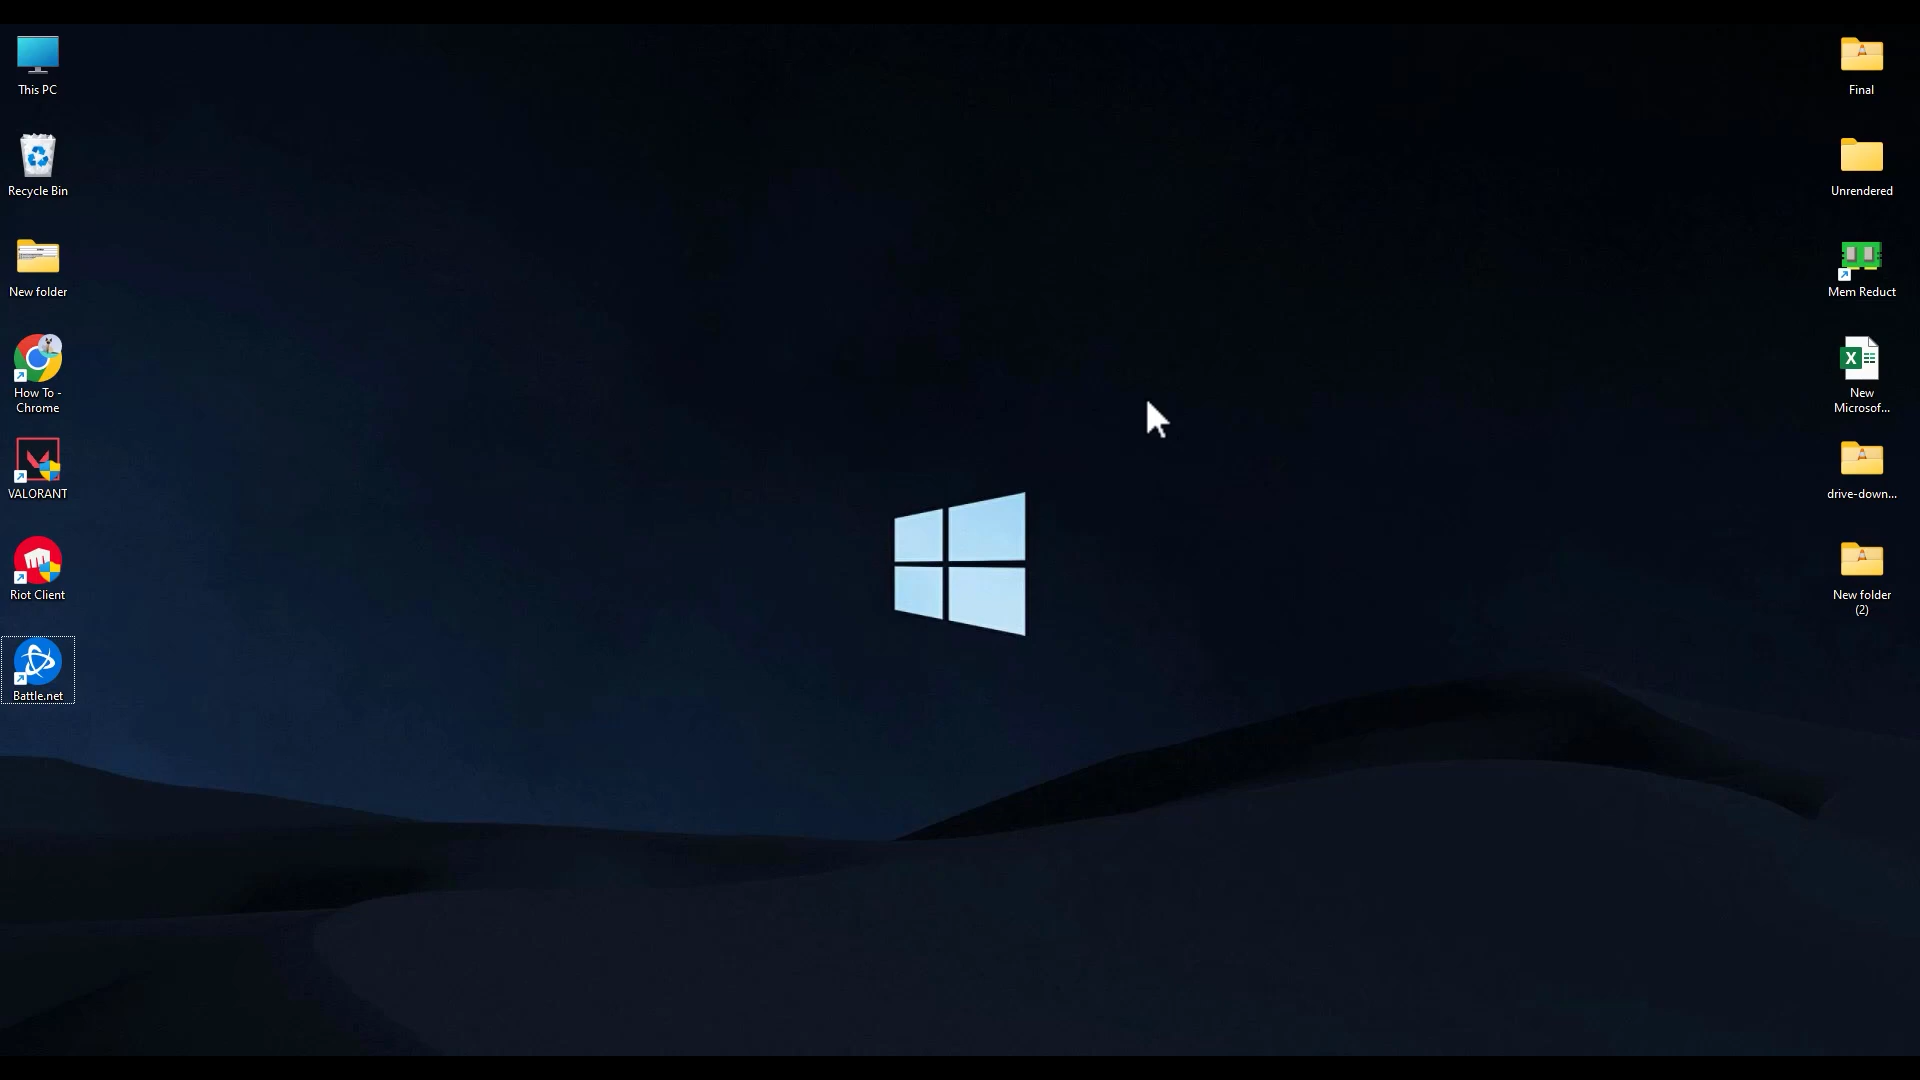 This PC
Recycle Bin
New folder
How To -
Chrome
VALORANT
Riot Client
Battle.net
Final
Unrendered
Mem Reduct
X
New
Microsof...
drive-down...
New folder
(2)